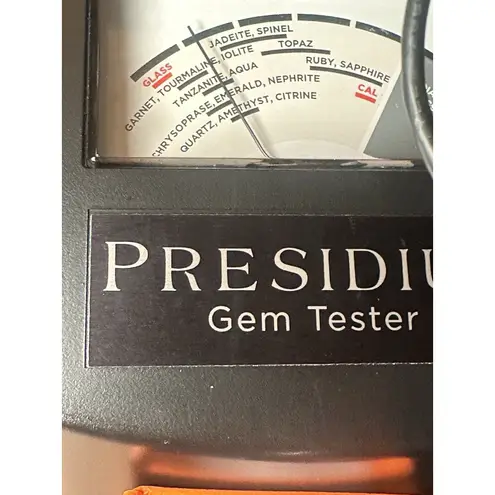 JADEITE, SPINEL
TOPAZ
RUBY, SAPPHIRE
GLASS
GARNET, TOURMALINE, IOLITE
TANZANITE, AQUA
CAL
CHRYSOPRASE, EMERALD, NEPHRITE
QUARTZ, AMETHYST, CITRINE
PRESIDIU
Gem Tester